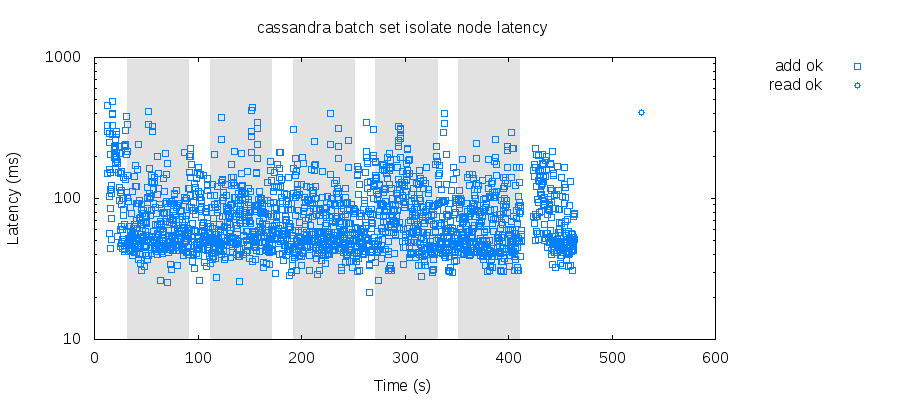 cassandra batch set isolate node latency
1000
100
10
Latency (ms)
0 100 200 300 400 500 600
Time (s)
add ok
read ok